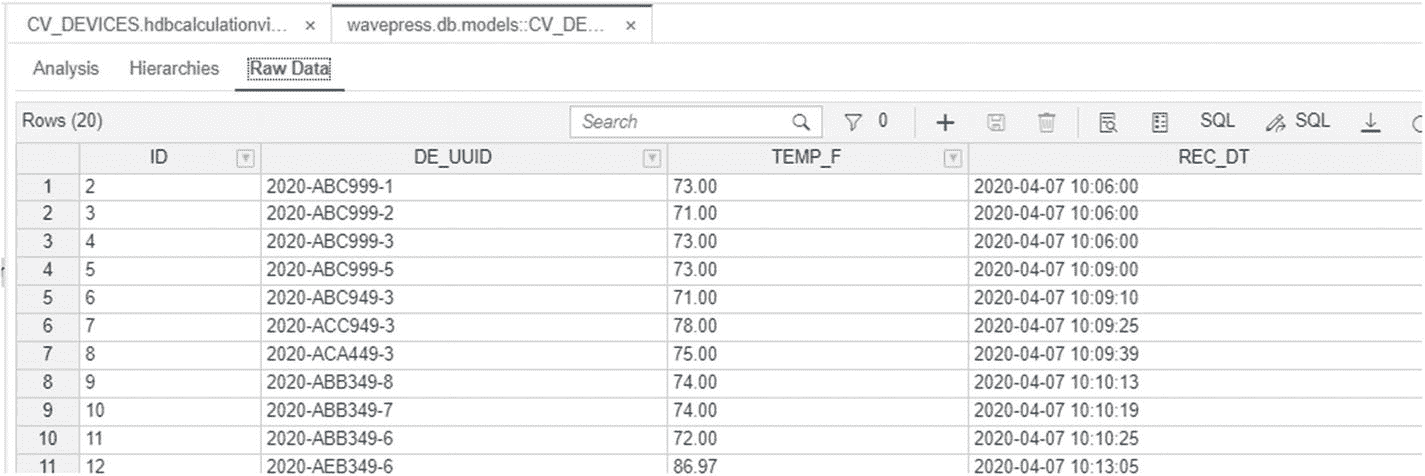 CV_DEVICES.hdbcalculationvi... × wavepress.db.models::CV_DE... ×
Analysis Hierarchies Raw Data
Rows (20) Search 0 SQL SQL
ID DE_UUID TEMP_F REC_DT
1 2 2020-ABC999-1 73.00 2020-04-07 10:06:00
2 3 2020-ABC999-2 71.00 2020-04-07 10:06:00
3 4 2020-ABC999-3 73.00 2020-04-07 10:06:00
4 5 2020-ABC999-5 73.00 2020-04-07 10:09:00
5 6 2020-ABC949-3 71.00 2020-04-07 10:09:10
6 7 2020-ACC949-3 78.00 2020-04-07 10:09:25
7 8 2020-ACA449-3 75.00 2020-04-07 10:09:39
8 9 2020-ABB349-8 74.00 2020-04-07 10:10:13
9 10 2020-ABB349-7 74.00 2020-04-07 10:10:19
10 11 2020-ABB349-6 72.00 2020-04-07 10:10:25
11 12 2020-AEB349-6 86.97 2020-04-07 10:13:05